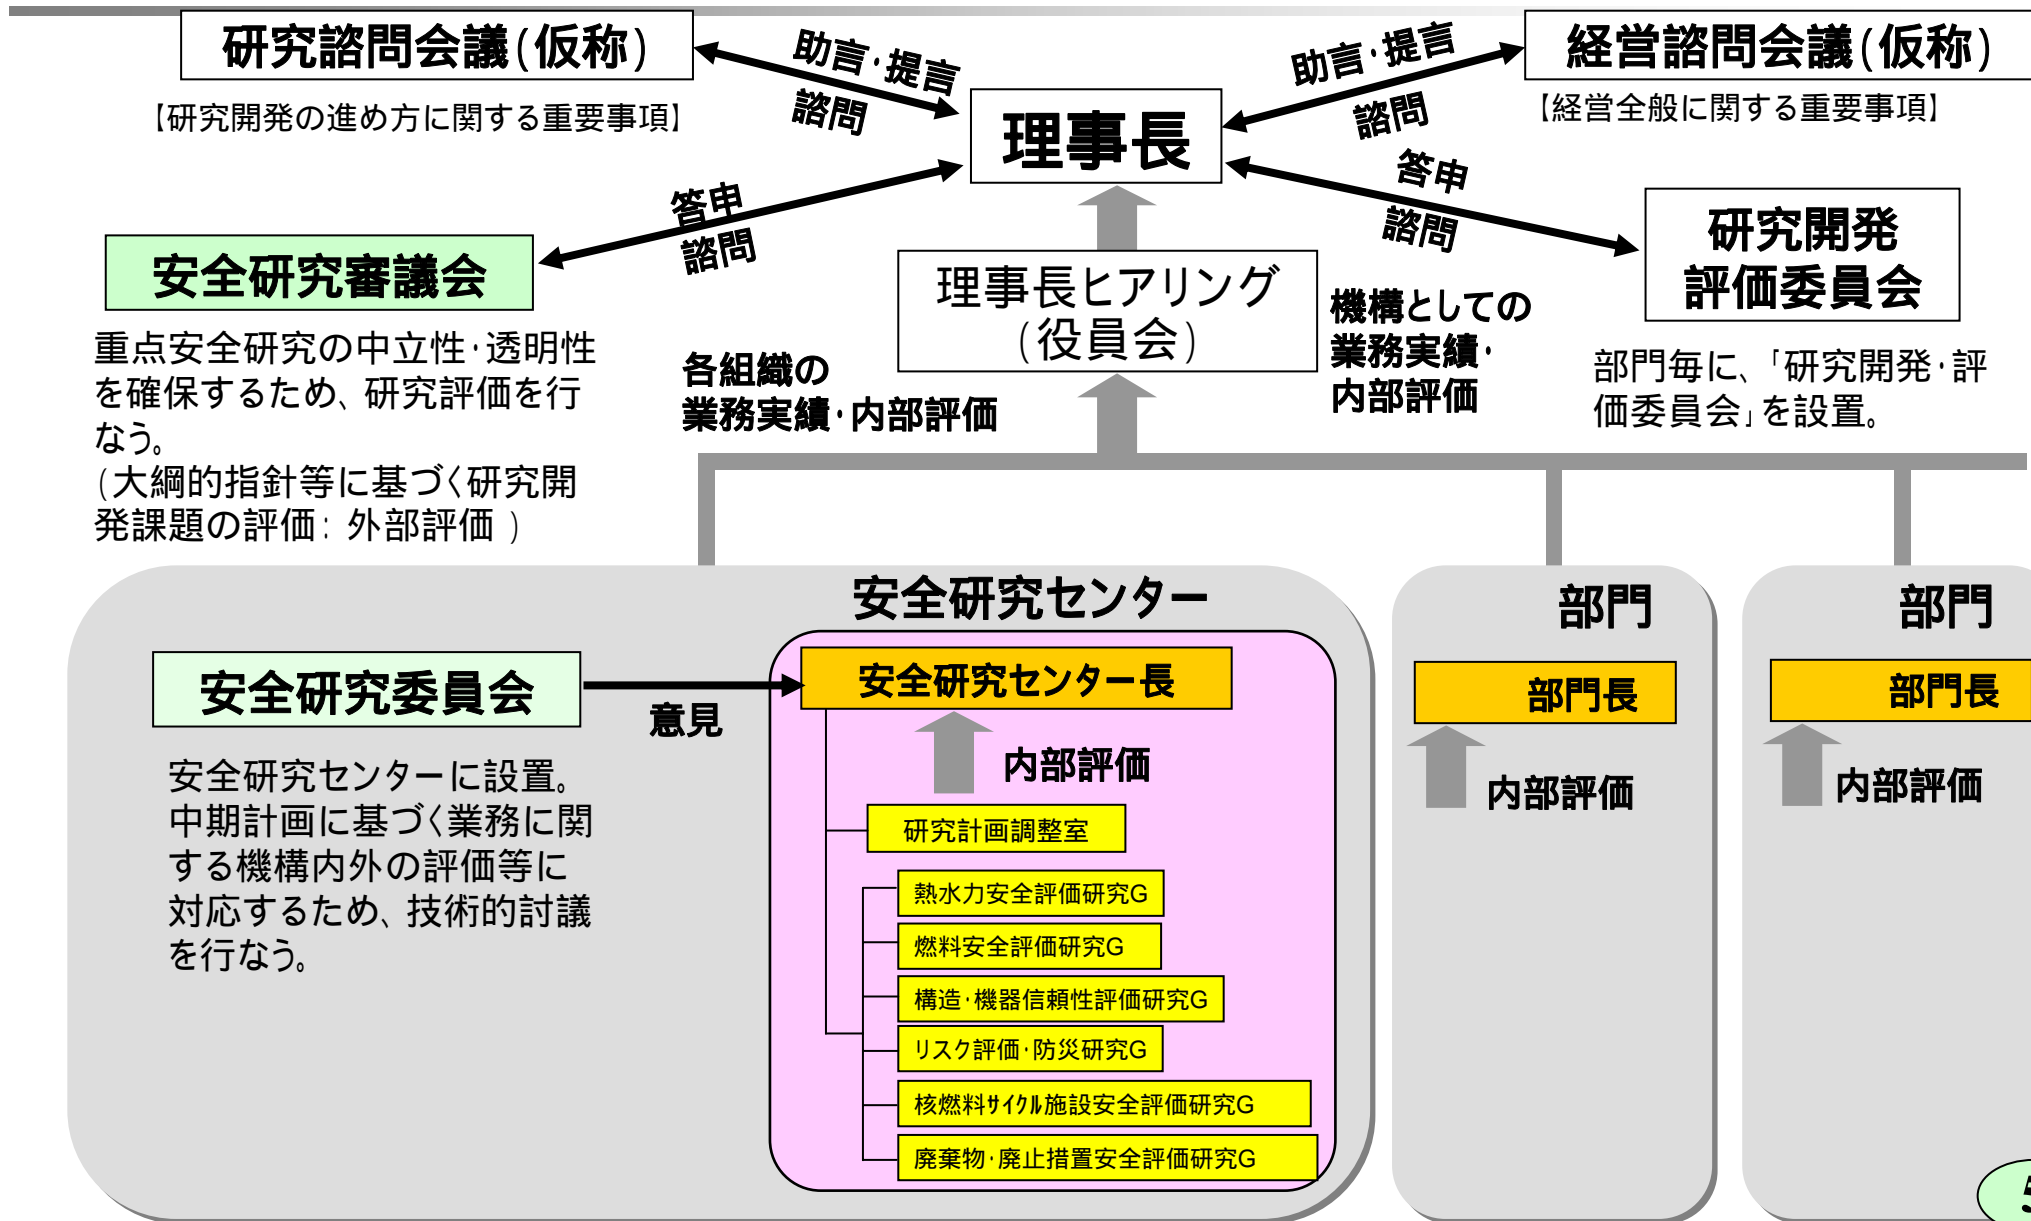 研究諮問会議(仮称)
【研究開発の進め方に関する重要事項】
助言・提言
諮問
理事長
助言・提言
諮問
経営諮問会議(仮称)
【経営全般に関する重要事項】
答申
諮問
答申
諮問
安全研究審議会
重点安全研究の中立性・透明性
を確保するため、研究評価を行
なう。
(大綱的指針等に基づく研究開
発課題の評価: 外部評価 )
理事長ヒアリング
(役員会)
各組織の
業務実績・内部評価
機構としての
業務実績・
内部評価
研究開発
評価委員会
部門毎に、「研究開発・評
価委員会」を設置。
安全研究センター
安全研究委員会
意見
安全研究センターに設置。
中期計画に基づく業務に関
する機構内外の評価等に
対応するため、技術的討議
を行なう。
安全研究センター長
内部評価
研究計画調整室
熱水力安全評価研究G
燃料安全評価研究G
構造・機器信頼性評価研究G
リスク評価・防災研究G
核燃料ｻｲｸﾙ施設安全評価研究G
廃棄物・廃止措置安全評価研究G
部門
部門長
内部評価
部門
部門長
内部評価